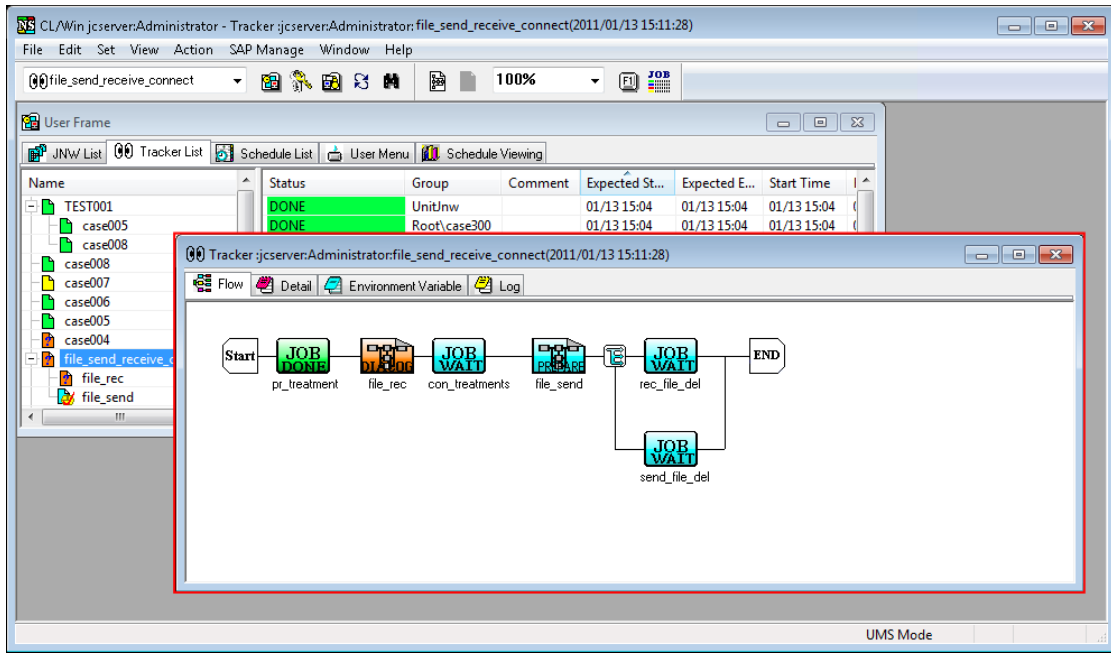 CL/Win jcserver:Administrator - Tracker :jcserver:Administrator: file_send_receive_connect(2011/01/13 15:11:28)
File Edit Set View Action SAP Manage Window Help
file_send_receive_connect 100% F1 JOB
User Frame
JNW List Tracker List Schedule List User Menu Schedule Viewing
Name Status Group Comment Expected St... Expected E... Start Time
TEST001 DONE UnitJnw 01/13 15:04 01/13 15:04 01/13 15:04
case005 DONE Root\case300 01/13 15:04 01/13 15:04 01/13 15:04
case008
case008
case007
case006
case005
case004
file_send_receive_c
file_rec
file_send
Tracker :jcserver:Administrator:file_send_receive_connect(2011/01/13 15:11:28)
Flow Detail Environment Variable Log
Start JOB DONE DIALOG JOB WAIT PREPARE JOB WAIT END
pr_treatment file_rec con_treatments file_send rec_file_del
JOB WAIT
send_file_del
UMS Mode